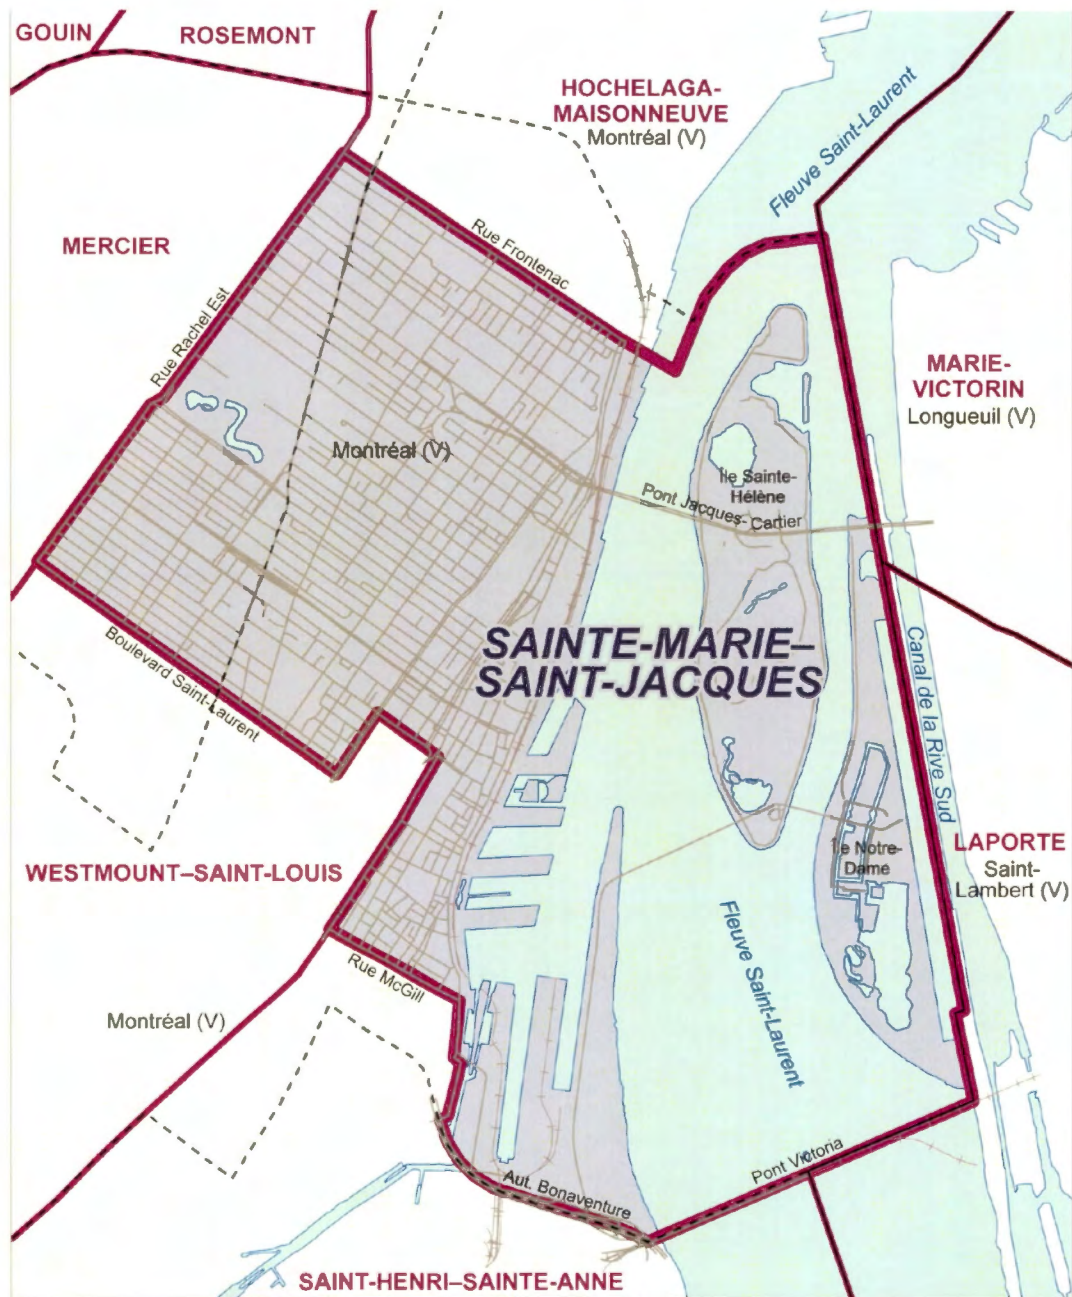 GOUIN
ROSEMONT
HOCHELAGA-
MAISONNEUVE
Montréal (V)
Fleuve Saint-Laurent
MERCIER
Rue Frontenac
Rue Rachel Est
MARIE-
VICTORIN
Longueuil (V)
Montréal (V)
Île Sainte-
Hélène
Pont Jacques-Cartier
SAINTE-MARIE–
SAINT-JACQUES
Boulevard Saint-Laurent
Canal de la Rive Sud
WESTMOUNT–SAINT-LOUIS
Île Notre-
Dame
LAPORTE
Saint-
Lambert (V)
Fleuve Saint-Laurent
Rue McGill
Montréal (V)
Pont Victoria
Aut. Bonaventure
SAINT-HENRI–SAINTE-ANNE